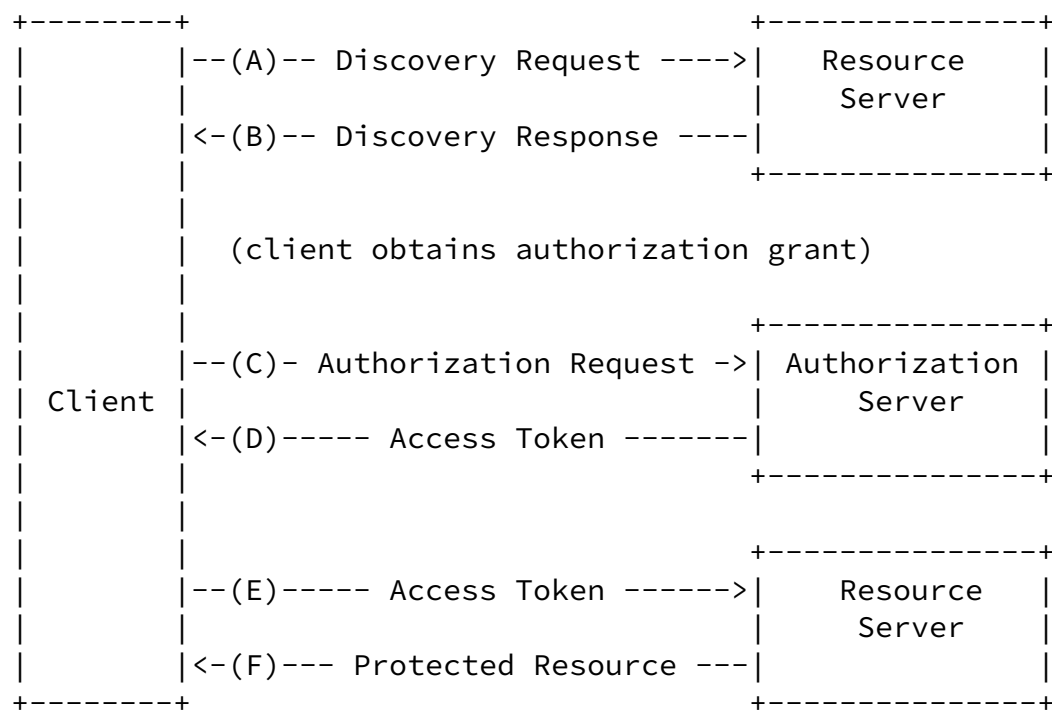 --(A)-- Discovery Request ----> Resource
Server
<-(B)-- Discovery Response ----
(client obtains authorization grant)
--(C)- Authorization Request -> Authorization
Client Server
<-(D)----- Access Token -------
--(E)----- Access Token ------> Resource
Server
<-(F)--- Protected Resource ---